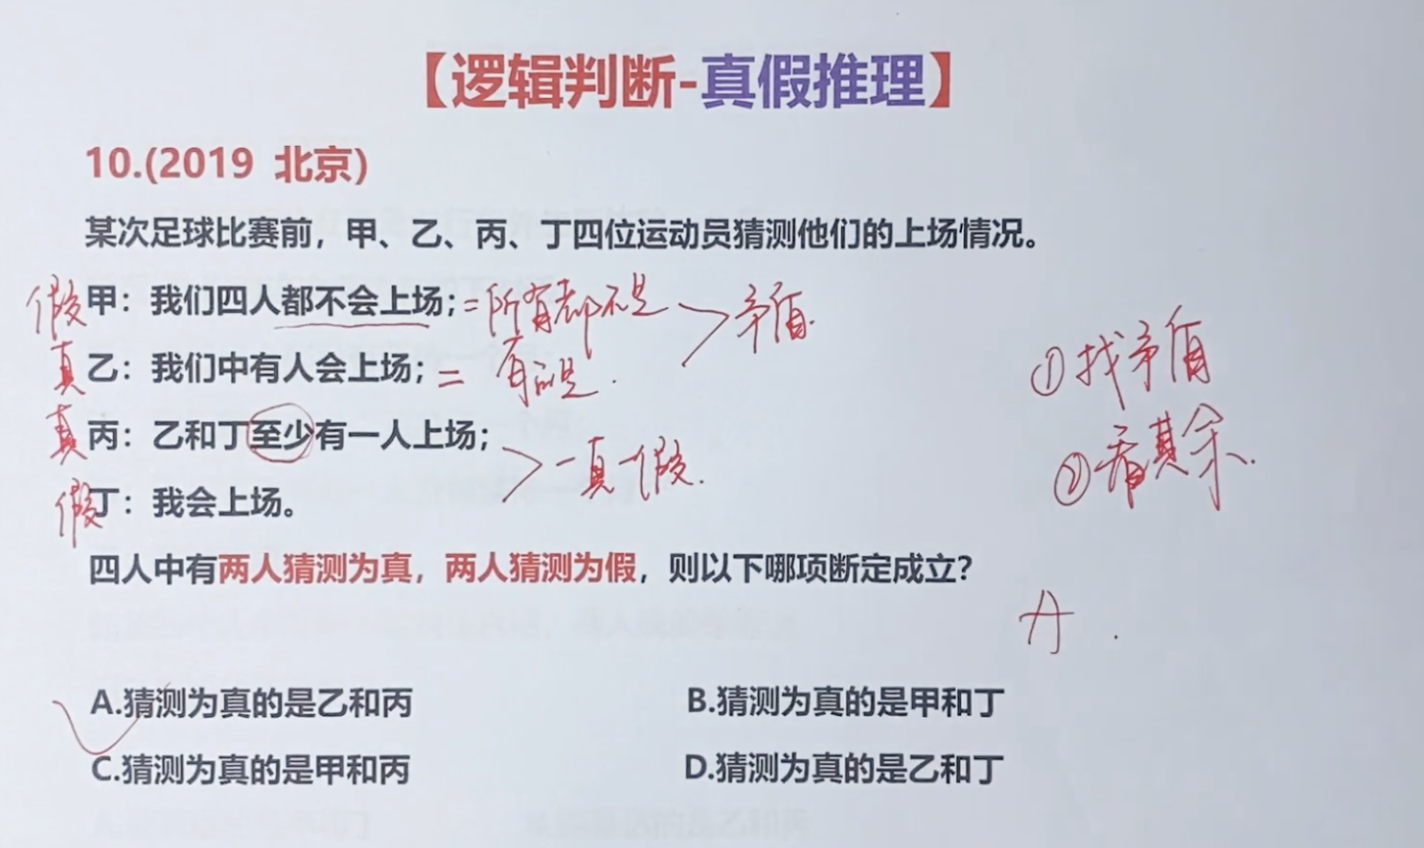 【逻辑判断-真假推理】
10.(2019 北京)
某次足球比赛前，甲、乙、丙、丁四位运动员猜测他们的上场情况。
假 甲：我们四人都不会上场；=所有都不是 > 矛盾.
真 乙：我们中有人会上场；= 有的是.
①找矛盾
真 丙：乙和丁至少有一人上场；> 一真一假.
②看其余.
假 丁：我会上场。
四人中有两人猜测为真，两人猜测为假，则以下哪项断定成立？
A.
A.猜测为真的是乙和丙 B.猜测为真的是甲和丁
C.猜测为真的是甲和丙 D.猜测为真的是乙和丁